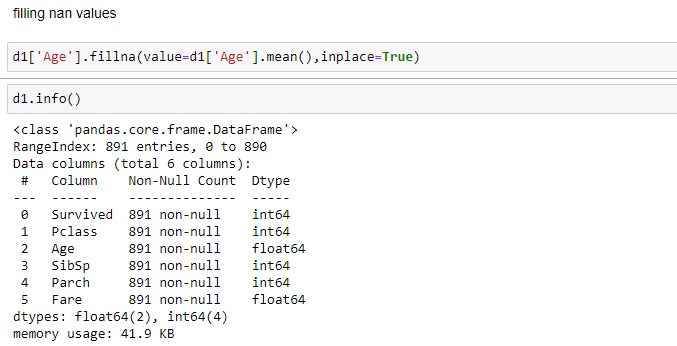 filling nan values
d1['Age'].fillna(value=d1['Age'].mean(),inplace=True)
d1.info()
<class 'pandas.core.frame.DataFrame'>
RangeIndex: 891 entries, 0 to 890
Data columns (total 6 columns):
 #   Column    Non-Null Count  Dtype
---  ------    --------------  -----
 0   Survived  891 non-null    int64
 1   Pclass    891 non-null    int64
 2   Age       891 non-null    float64
 3   SibSp     891 non-null    int64
 4   Parch     891 non-null    int64
 5   Fare      891 non-null    float64
dtypes: float64(2), int64(4)
memory usage: 41.9 KB